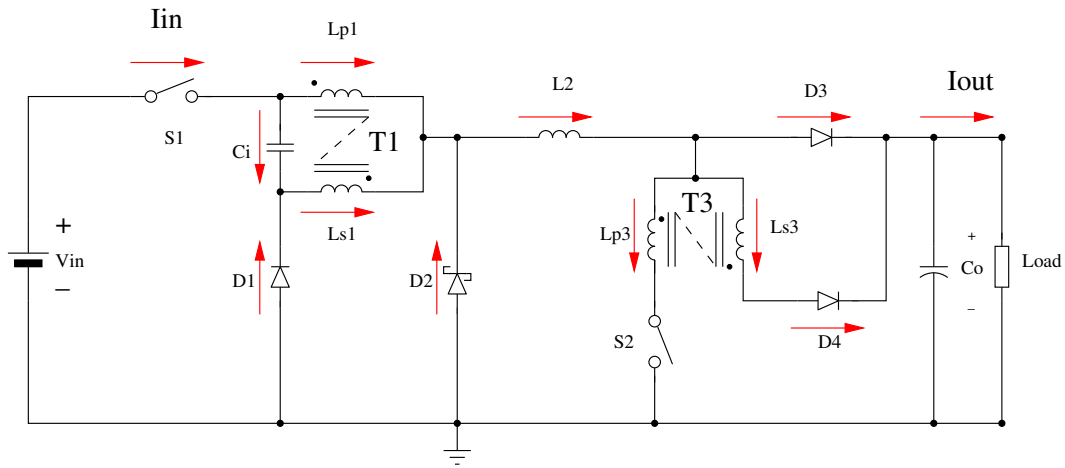 Iin
Lp1
S1
Ci
T1
Ls1
L2
D3
Iout
T3
Lp3
Ls3
+
Vin
−
D1
D2
S2
D4
+
Co
−
Load